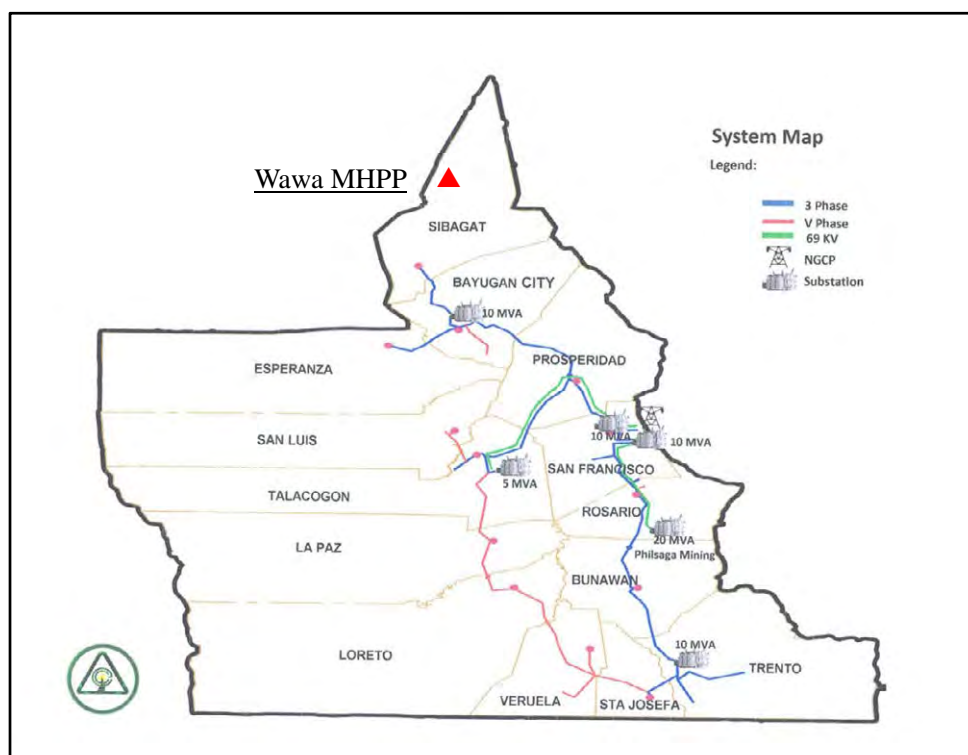 System Map
Legend:
3 Phase
V Phase
69 KV
NGCP
Substation
Wawa MHPP
SIBAGAT
BAYUGAN CITY
10 MVA
PROSPERIDAD
ESPERANZA
10 MVA
10 MVA
SAN LUIS
SAN FRANCISCO
5 MVA
TALACOGON
ROSARIO
20 MVA
Philsaga Mining
LA PAZ
BUNAWAN
LORETO
10 MVA
TRENTO
VERUELA
STA JOSEFA